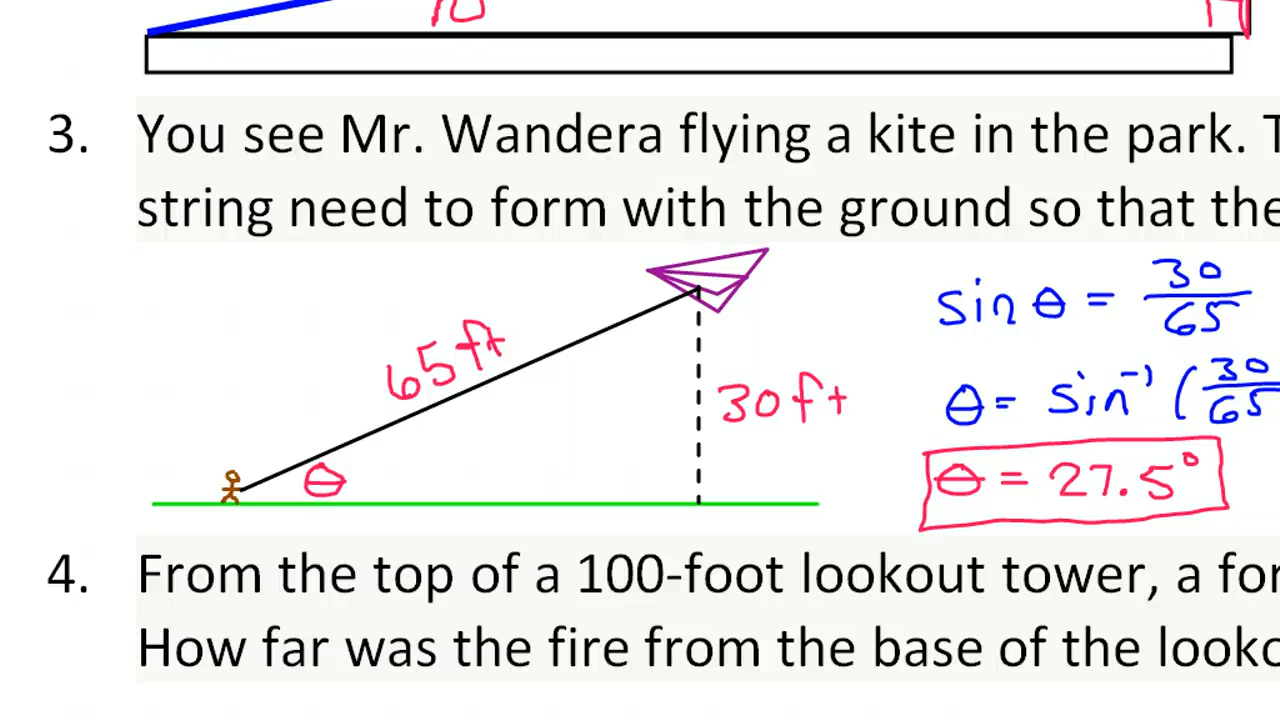 10
3. You see Mr. Wandera flying a kite in the park.
string need to form with the ground so that the
65ft
30ft
θ
sin θ = 30/65
θ = sin⁻¹ (30/65
θ = 27.5°
4. From the top of a 100-foot lookout tower, a
How far was the fire from the base of the